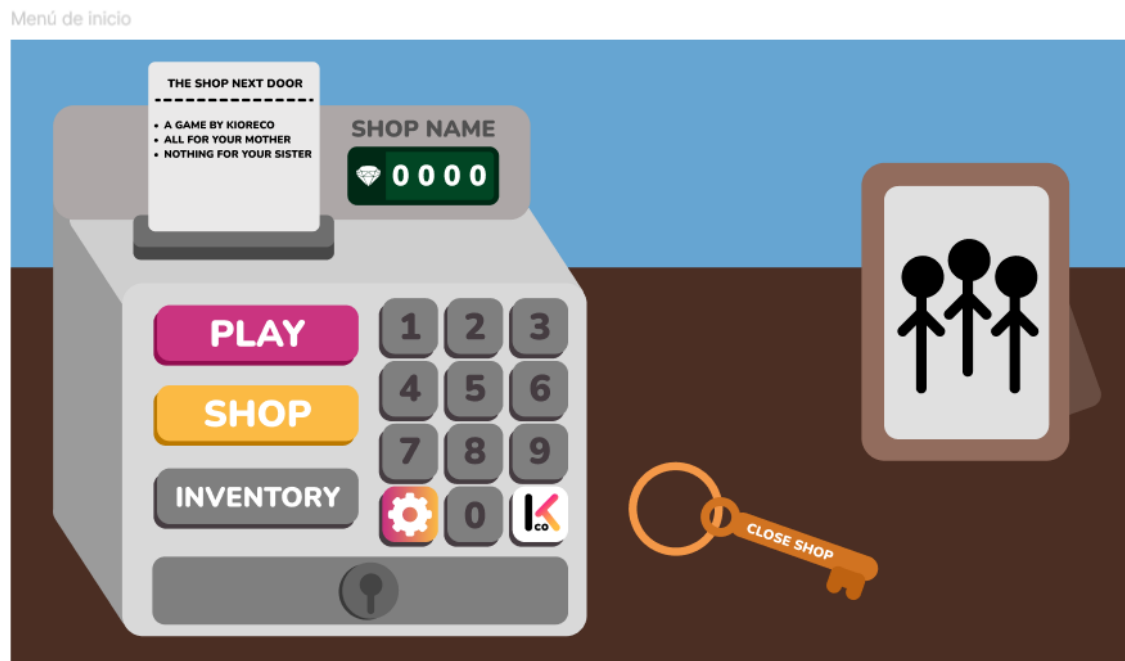 Menú de inicio
THE SHOP NEXT DOOR
• A GAME BY KIORECO
• ALL FOR YOUR MOTHER
• NOTHING FOR YOUR SISTER
SHOP NAME
0000
PLAY
SHOP
INVENTORY
1 2 3
4 5 6
7 8 9
0 K co
CLOSE SHOP